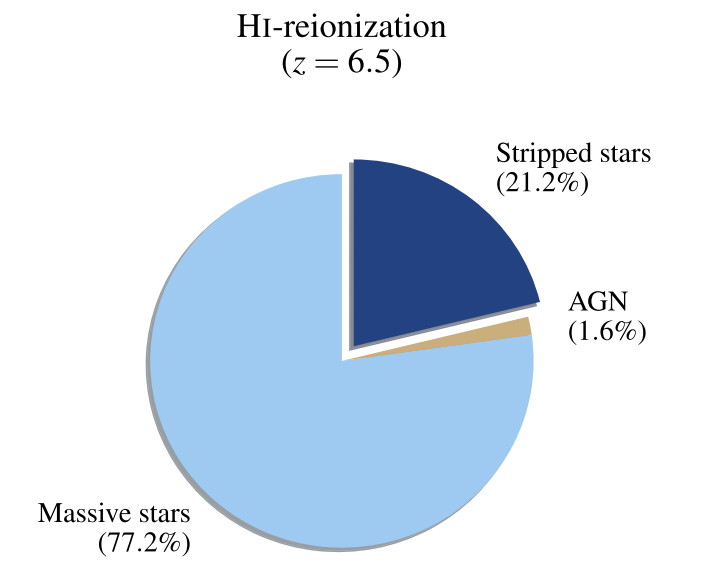 HI-reionization
(z = 6.5)
Stripped stars
(21.2%)
AGN
(1.6%)
Massive stars
(77.2%)